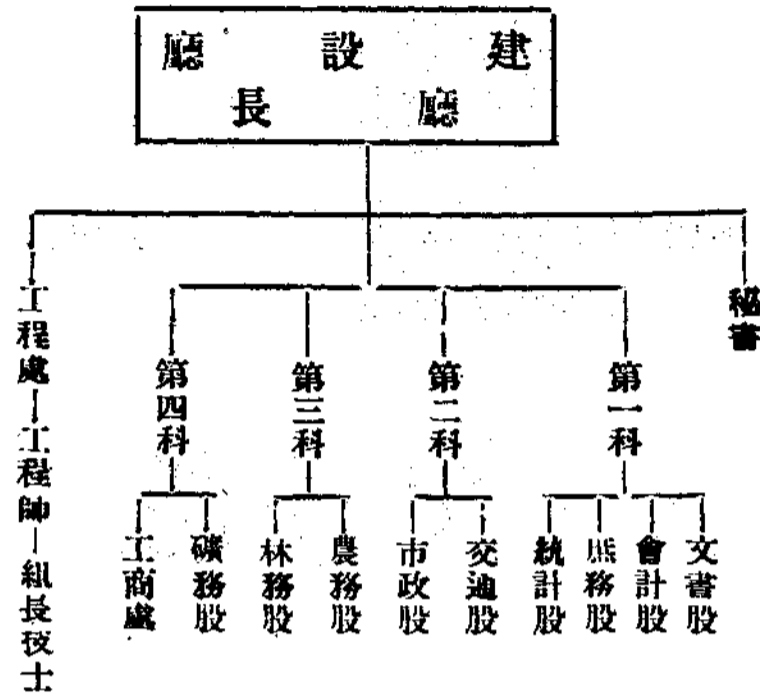 建設廳
廳長
秘書
第一科
文書股
會計股
庶務股
統計股
第二科
交通股
市政股
第三科
農務股
林務股
第四科
礦務股
工商處
工程處—工程師—組長技士